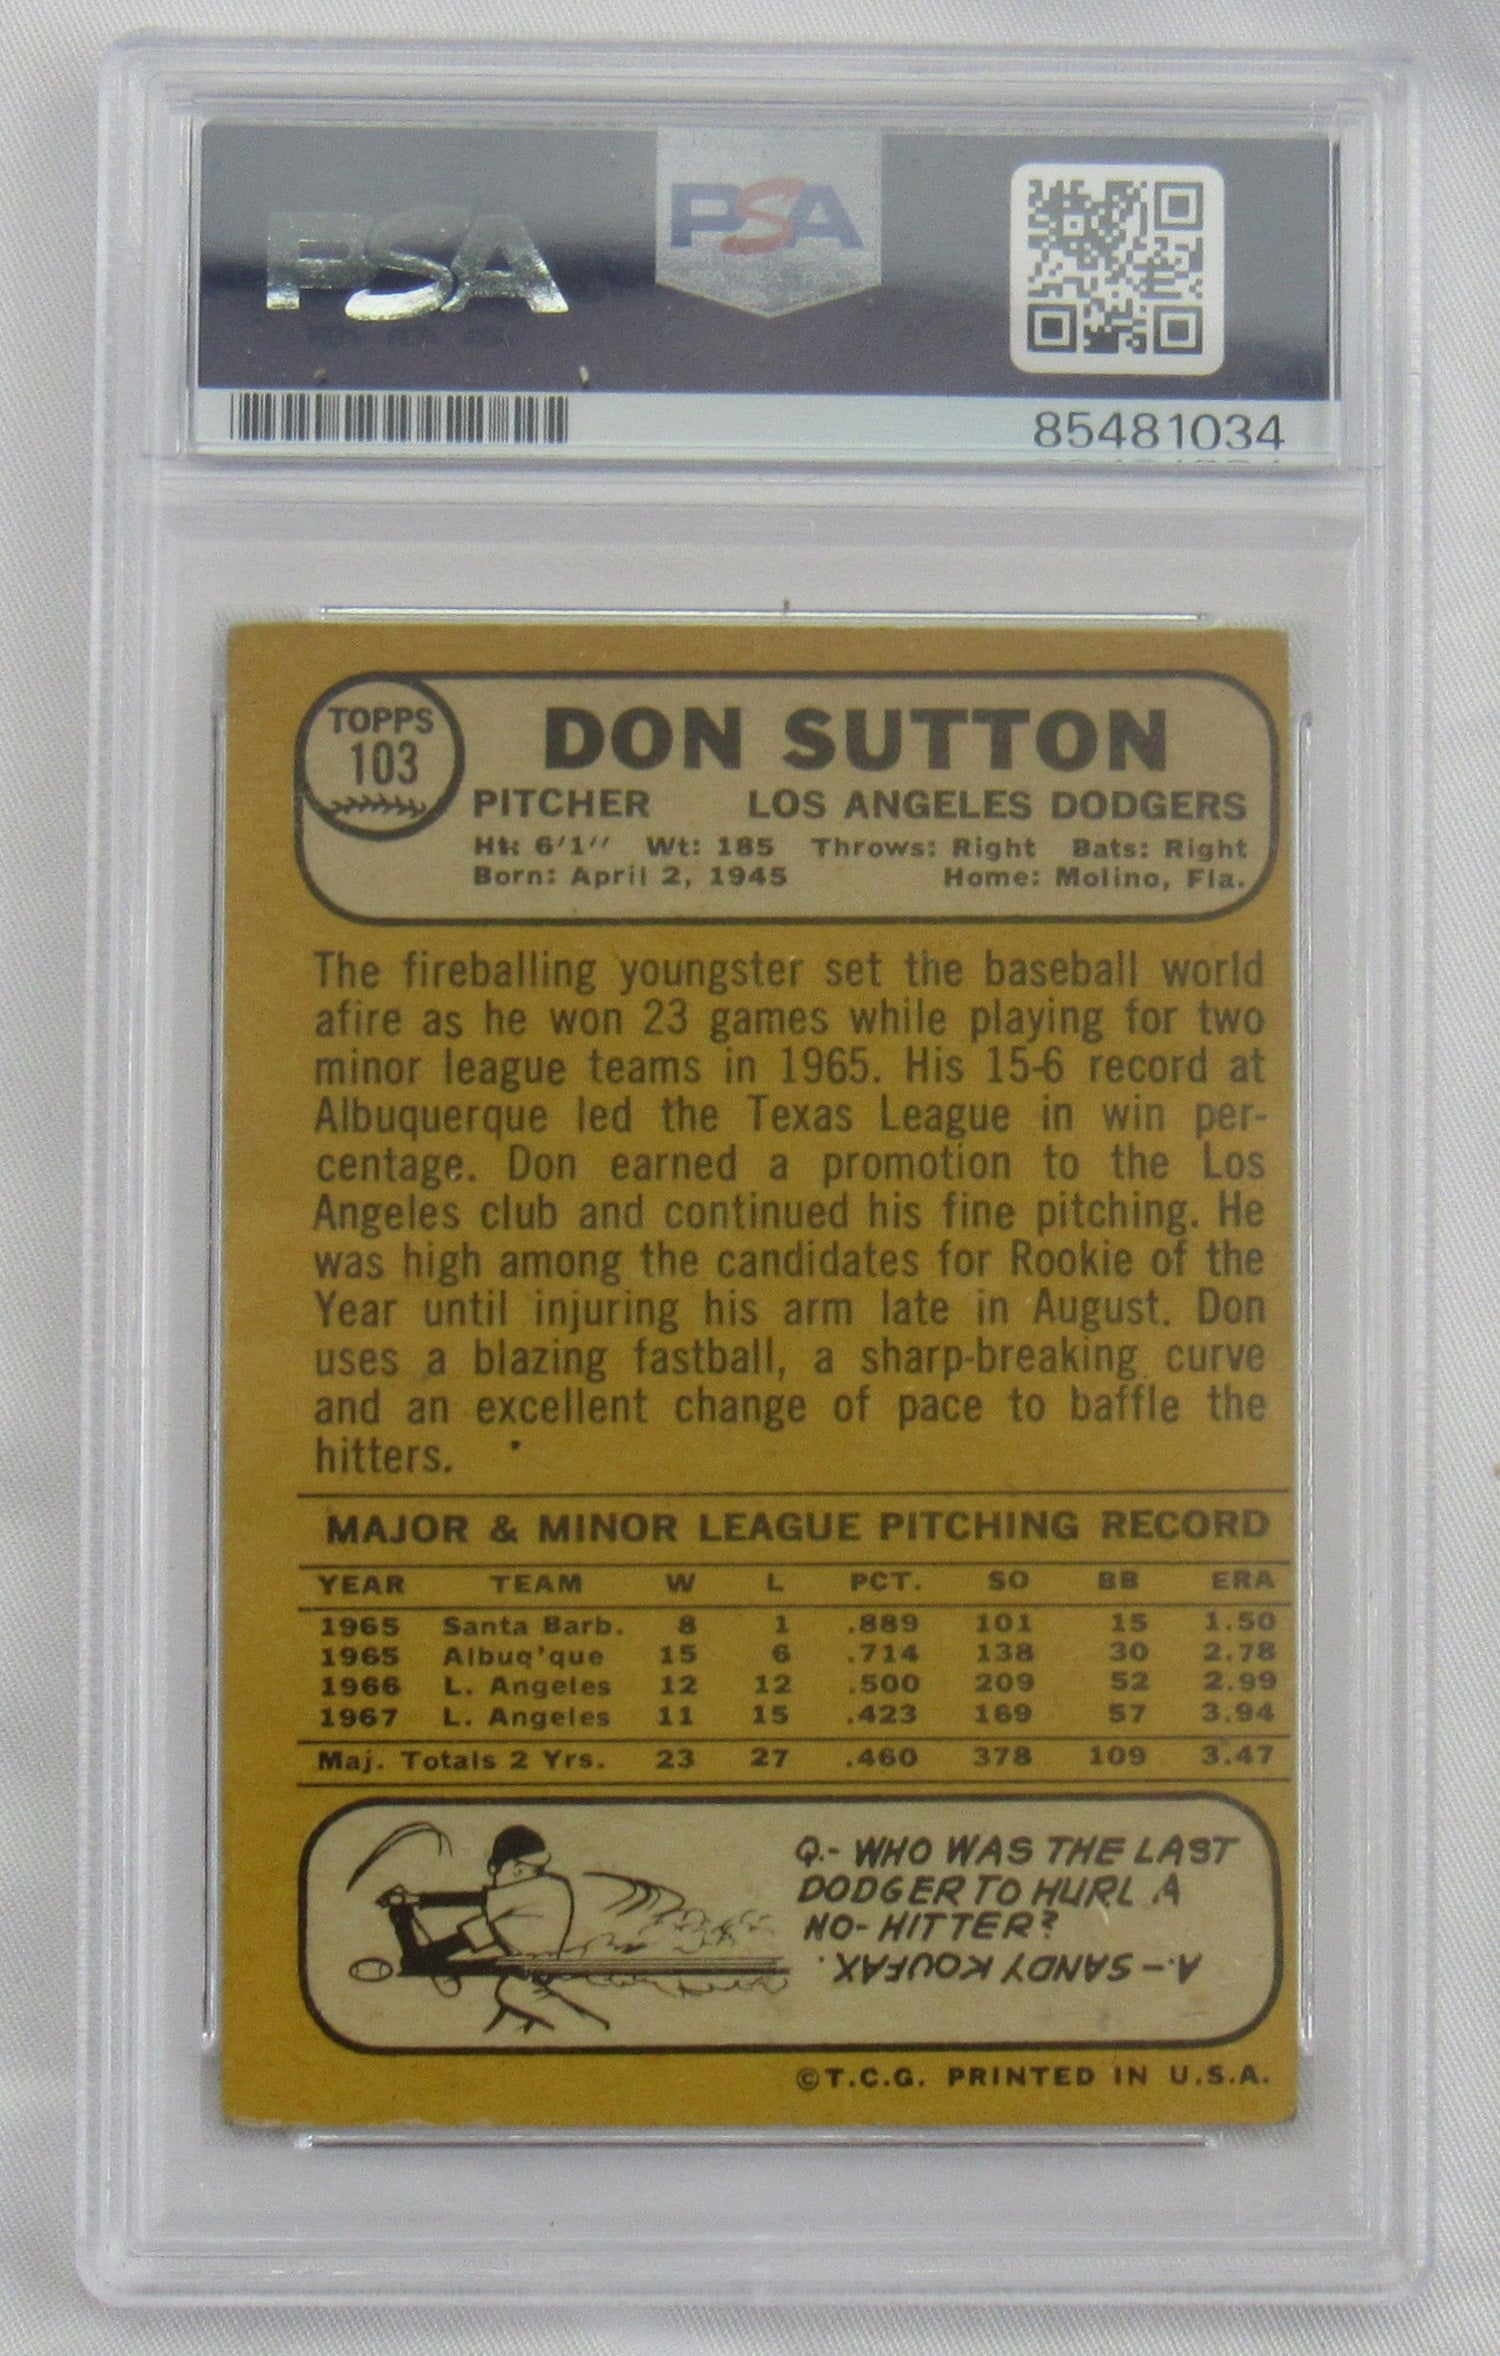 PSA
PSA
85481034
TOPPS
103
DON SUTTON
PITCHER LOS ANGELES DODGERS
Ht: 6'1" Wt: 185 Throws: Right Bats: Right
Born: April 2, 1945 Home: Molino, Fla.
The fireballing youngster set the baseball world
afire as he won 23 games while playing for two
minor league teams in 1965. His 15-6 record at
Albuquerque led the Texas League in win per-
centage. Don earned a promotion to the Los
Angeles club and continued his fine pitching. He
was high among the candidates for Rookie of the
Year until injuring his arm late in August. Don
uses a blazing fastball, a sharp-breaking curve
and an excellent change of pace to baffle the
hitters.
MAJOR & MINOR LEAGUE PITCHING RECORD
YEAR TEAM W L PCT. SO BB ERA
1965 Santa Barb. 8 1 .889 101 15 1.50
1965 Albuq'que 15 6 .714 138 30 2.78
1966 L. Angeles 12 12 .500 209 52 2.99
1967 L. Angeles 11 15 .423 169 57 3.94
Maj. Totals 2 Yrs. 23 27 .460 378 109 3.47
Q.- WHO WAS THE LAST
DODGER TO HURL A
NO-HITTER?
A.- SANDY KOUFAX.
©T.C.G. PRINTED IN U.S.A.